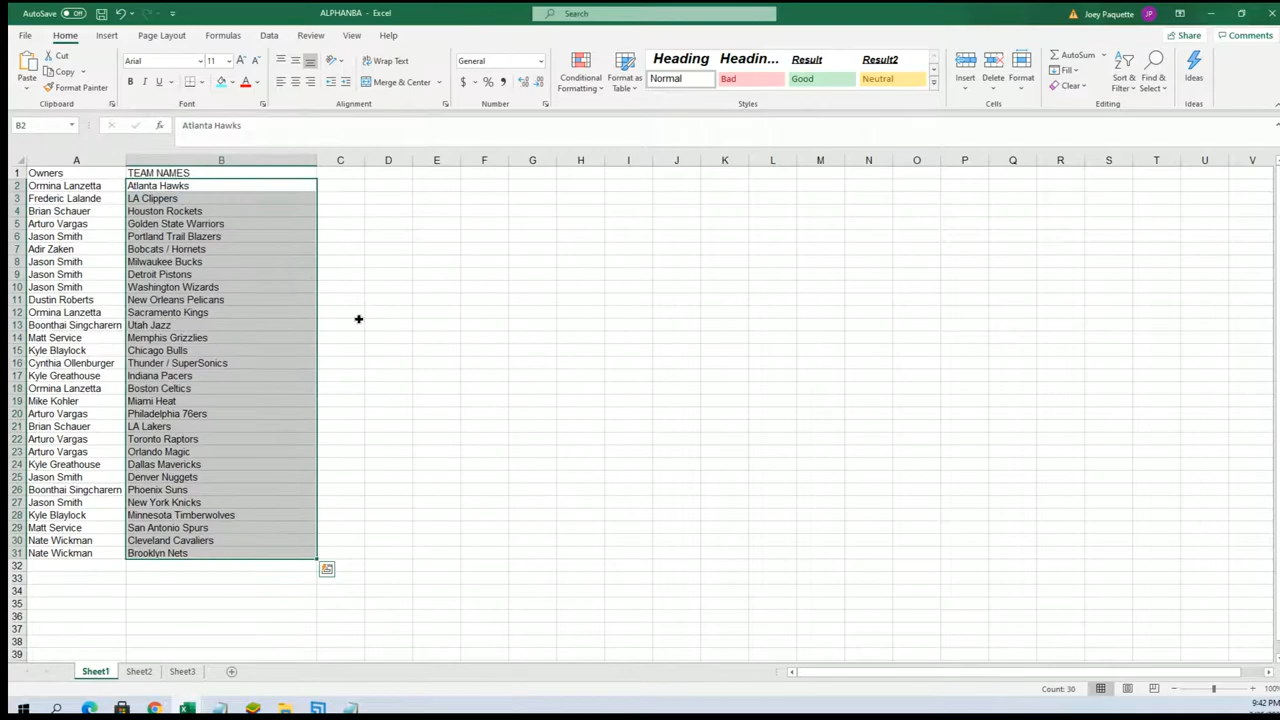 AutoSave Off ALPHANBA - Excel Search Joey Paquette JP
File Home Insert Page Layout Formulas Data Review View Help Share Comments
Paste Cut Copy Format Painter Clipboard
Arial 11 A A B I U A Font
ab Wrap Text Merge & Center Alignment
General $ % , Number
Conditional Formatting Format as Table
Heading Headin... Result Result2
Normal Bad Good Neutral
Styles
Insert Delete Format Cells
AutoSum Fill Clear Sort & Filter Find & Select Editing
Ideas Ideas
B2 fx Atlanta Hawks
A B C D E F G H I J K L M N O P Q R S T U V
1 Owners TEAM NAMES
2 Ormina Lanzetta Atlanta Hawks
3 Frederic Lalande LA Clippers
4 Brian Schauer Houston Rockets
5 Arturo Vargas Golden State Warriors
6 Jason Smith Portland Trail Blazers
7 Adir Zaken Bobcats / Hornets
8 Jason Smith Milwaukee Bucks
9 Jason Smith Detroit Pistons
10 Jason Smith Washington Wizards
11 Dustin Roberts New Orleans Pelicans
12 Ormina Lanzetta Sacramento Kings
13 Boonthai Singcharern Utah Jazz
14 Matt Service Memphis Grizzlies
15 Kyle Blaylock Chicago Bulls
16 Cynthia Ollenburger Thunder / SuperSonics
17 Kyle Greathouse Indiana Pacers
18 Ormina Lanzetta Boston Celtics
19 Mike Kohler Miami Heat
20 Arturo Vargas Philadelphia 76ers
21 Brian Schauer LA Lakers
22 Arturo Vargas Toronto Raptors
23 Arturo Vargas Orlando Magic
24 Kyle Greathouse Dallas Mavericks
25 Jason Smith Denver Nuggets
26 Boonthai Singcharern Phoenix Suns
27 Jason Smith New York Knicks
28 Kyle Blaylock Minnesota Timberwolves
29 Matt Service San Antonio Spurs
30 Nate Wickman Cleveland Cavaliers
31 Nate Wickman Brooklyn Nets
32
33
34
35
36
37
38
39
Sheet1 Sheet2 Sheet3
Count: 30 100%
9:42 PM